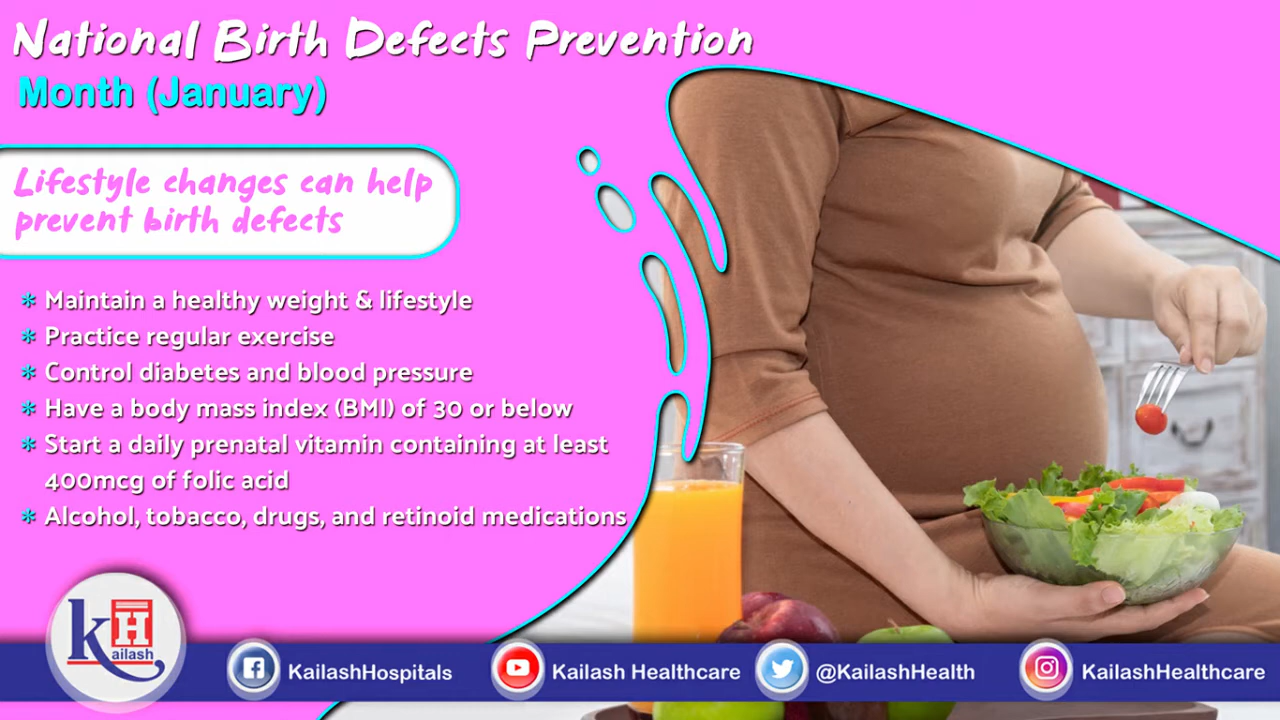 National Birth Defects Prevention
Month (January)
Lifestyle changes can help
prevent birth defects
* Maintain a healthy weight & lifestyle
* Practice regular exercise
* Control diabetes and blood pressure
* Have a body mass index (BMI) of 30 or below
* Start a daily prenatal vitamin containing at least
400mcg of folic acid
* Alcohol, tobacco, drugs, and retinoid medications
Kailash
H
KailashHospitals
Kailash Healthcare
@KailashHealth
KailashHealthcare